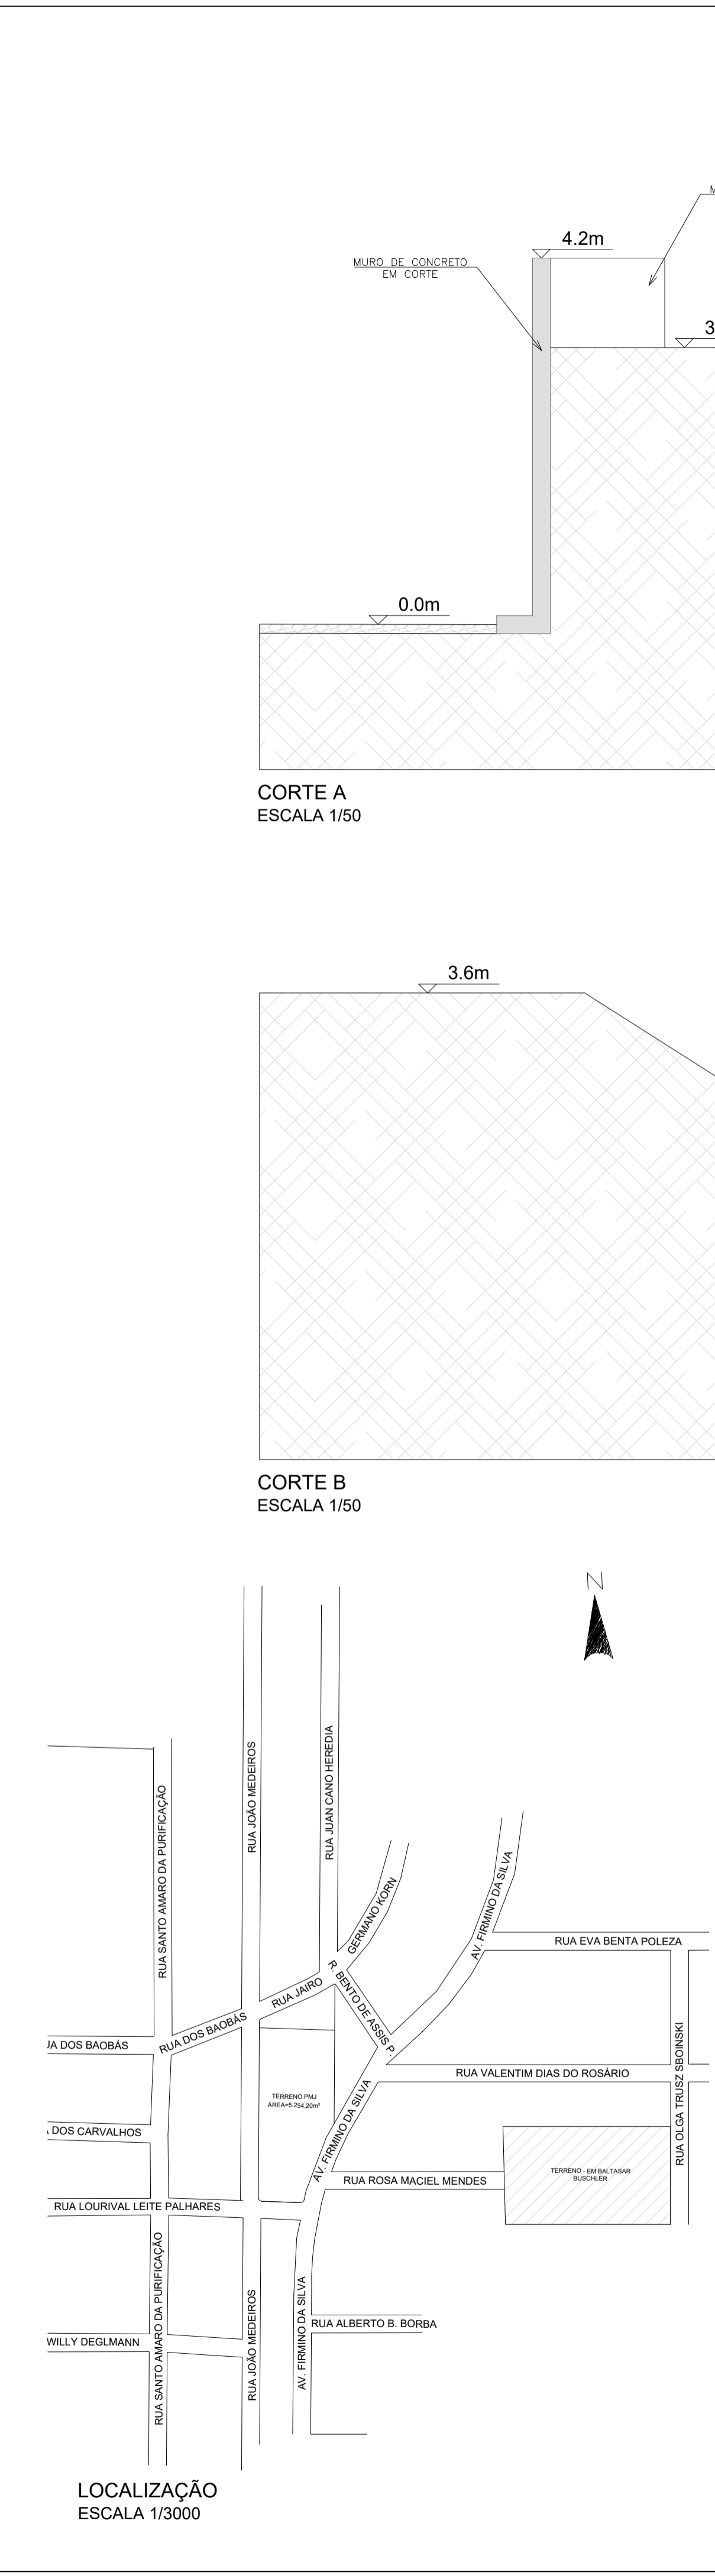 M
4.2m
MURO DE CONCRETO
EM CORTE
3
0.0m
CORTE A
ESCALA 1/50
3.6m
CORTE B
ESCALA 1/50
N
RUA JOÃO MEDEIROS
RUA JUAN CANO HEREDIA
RUA SANTO AMARO DA PURIFICAÇÃO
GERMANO KORN
AV. FIRMINO DA SILVA
RUA EVA BENTA POLEZA
RUA JAIRO
R. BENTO DE ASSIS P.
RUA DOS BAOBÁS
UA DOS BAOBÁS
RUA VALENTIM DIAS DO ROSÁRIO
RUA OLGA TRUSZ SBOINSKI
TERRENO PMJ
ÁREA=5.254,20m²
AV. FIRMINO DA SILVA
DOS CARVALHOS
RUA ROSA MACIEL MENDES
TERRENO - EM BALTASAR
BUSCHLER
RUA LOURIVAL LEITE PALHARES
RUA SANTO AMARO DA PURIFICAÇÃO
RUA JOÃO MEDEIROS
AV. FIRMINO DA SILVA
RUA ALBERTO B. BORBA
WILLY DEGLMANN
LOCALIZAÇÃO
ESCALA 1/3000